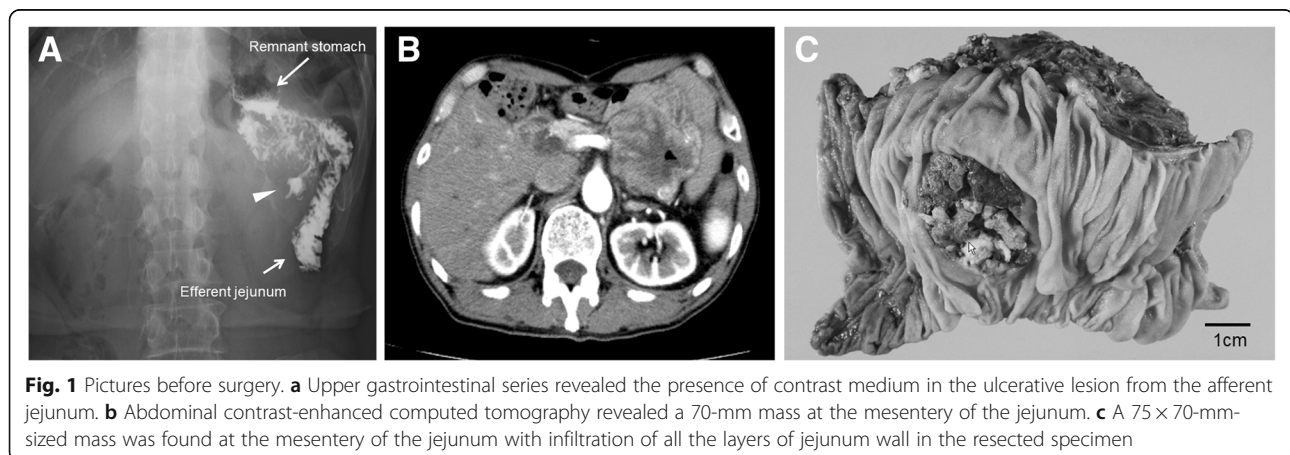 A
Remnant stomach
Efferent jejunum
B
C
1cm
Fig. 1 Pictures before surgery. a Upper gastrointestinal series revealed the presence of contrast medium in the ulcerative lesion from the afferent
jejunum. b Abdominal contrast-enhanced computed tomography revealed a 70-mm mass at the mesentery of the jejunum. c A 75 × 70-mm-
sized mass was found at the mesentery of the jejunum with infiltration of all the layers of jejunum wall in the resected specimen